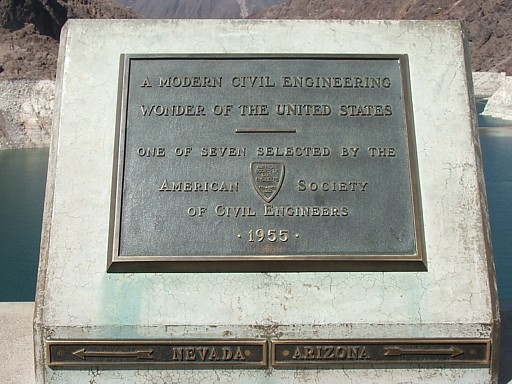 A MODERN CIVIL ENGINEERING
WONDER OF THE UNITED STATES
ONE OF SEVEN SELECTED BY THE
AMERICAN SOCIETY
OF CIVIL ENGINEERS
· 1955 ·
NEVADA
ARIZONA